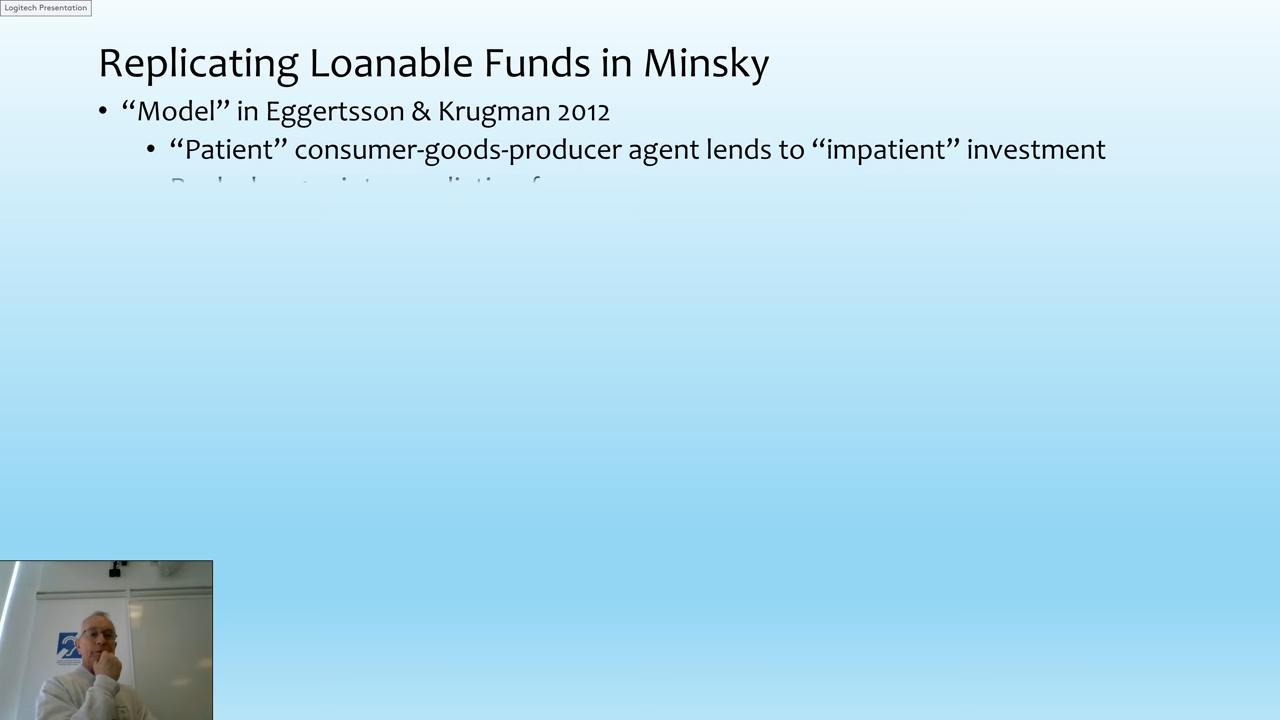 Logitech Presentation
Replicating Loanable Funds in Minsky
• “Model” in Eggertsson & Krugman 2012
• “Patient” consumer-goods-producer agent lends to “impatient” investment